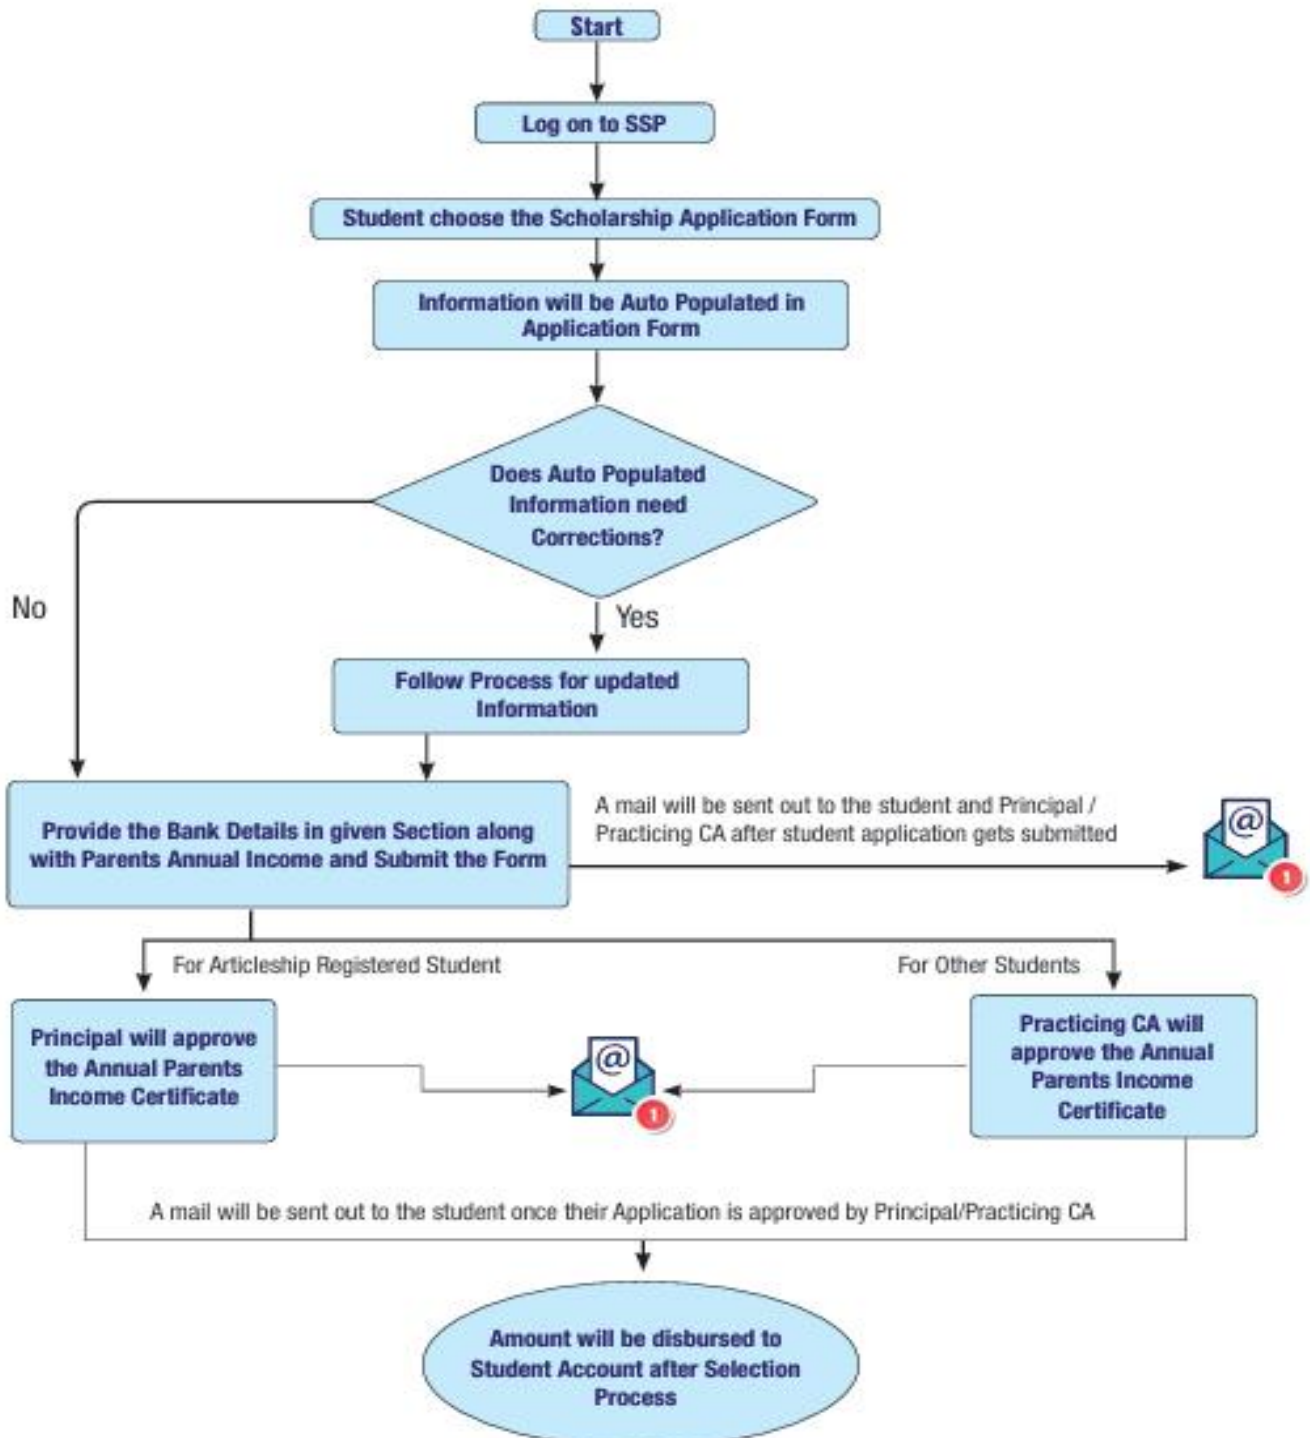 Start
Log on to SSP
Student choose the Scholarship Application Form
Information will be Auto Populated in
Application Form
Does Auto Populated
Information need
Corrections?
No
Yes
Follow Process for updated
Information
Provide the Bank Details in given Section along
with Parents Annual Income and Submit the Form
A mail will be sent out to the student and Principal /
Practicing CA after student application gets submitted
@
1
For Articleship Registered Student
For Other Students
Principal will approve
the Annual Parents
Income Certificate
@
1
Practicing CA will
approve the Annual
Parents Income
Certificate
A mail will be sent out to the student once their Application is approved by Principal/Practicing CA
Amount will be disbursed to
Student Account after Selection
Process